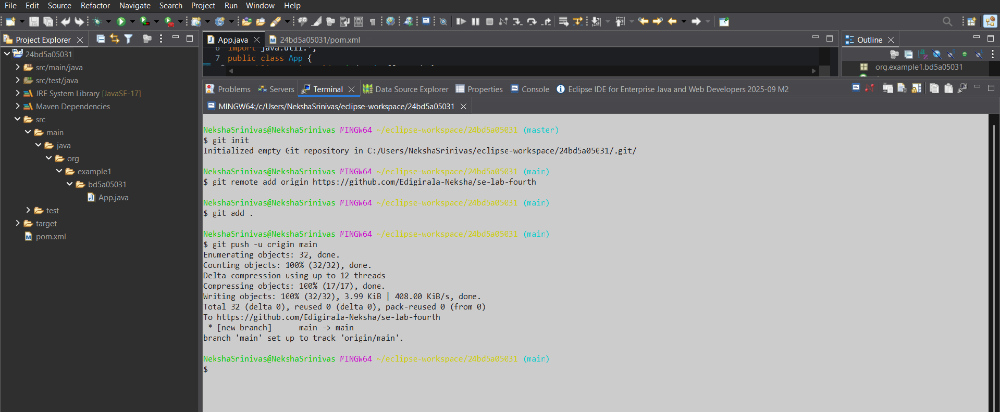 File Edit Source Refactor Navigate Search Project Run Window Help
Project Explorer
24bd5a05031
src/main/java
src/test/java
JRE System Library [JavaSE-17]
Maven Dependencies
src
main
java
org
example1
bd5a05031
App.java
test
target
pom.xml
App.java 24bd5a05031/pom.xml
6 import java.util.*;
7 public class App {
Outline
org.example1.bd5a05031
Problems Servers Terminal Data Source Explorer Properties Console Eclipse IDE for Enterprise Java and Web Developers 2025-09 M2
MINGW64:/c/Users/NekshaSrinivas/eclipse-workspace/24bd5a05031
NekshaSrinivas@NekshaSrinivas MINGW64 ~/eclipse-workspace/24bd5a05031 (master)
$ git init
Initialized empty Git repository in C:/Users/NekshaSrinivas/eclipse-workspace/24bd5a05031/.git/
NekshaSrinivas@NekshaSrinivas MINGW64 ~/eclipse-workspace/24bd5a05031 (main)
$ git remote add origin https://github.com/Edigirala-Neksha/se-lab-fourth
NekshaSrinivas@NekshaSrinivas MINGW64 ~/eclipse-workspace/24bd5a05031 (main)
$ git add .
NekshaSrinivas@NekshaSrinivas MINGW64 ~/eclipse-workspace/24bd5a05031 (main)
$ git push -u origin main
Enumerating objects: 32, done.
Counting objects: 100% (32/32), done.
Delta compression using up to 12 threads
Compressing objects: 100% (17/17), done.
Writing objects: 100% (32/32), 3.99 KiB | 408.00 KiB/s, done.
Total 32 (delta 0), reused 0 (delta 0), pack-reused 0 (from 0)
To https://github.com/Edigirala-Neksha/se-lab-fourth
 * [new branch]      main -> main
branch 'main' set up to track 'origin/main'.
NekshaSrinivas@NekshaSrinivas MINGW64 ~/eclipse-workspace/24bd5a05031 (main)
$